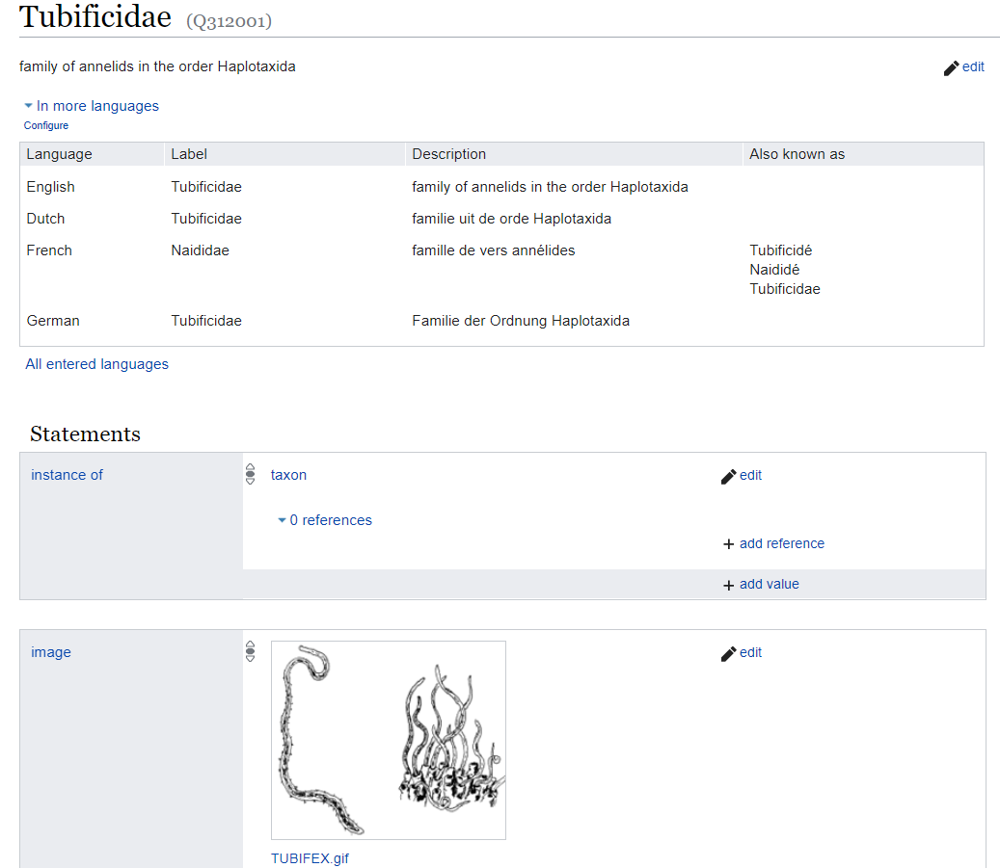 Tubificidae (Q312001)
family of annelids in the order Haplotaxida
edit
In more languages
Configure
Language Label Description Also known as
English Tubificidae family of annelids in the order Haplotaxida
Dutch Tubificidae familie uit de orde Haplotaxida
French Naididae famille de vers annélides Tubificidé
Naididé
Tubificidae
German Tubificidae Familie der Ordnung Haplotaxida
All entered languages
Statements
instance of taxon edit
0 references
+ add reference
+ add value
image edit
TUBIFEX.gif